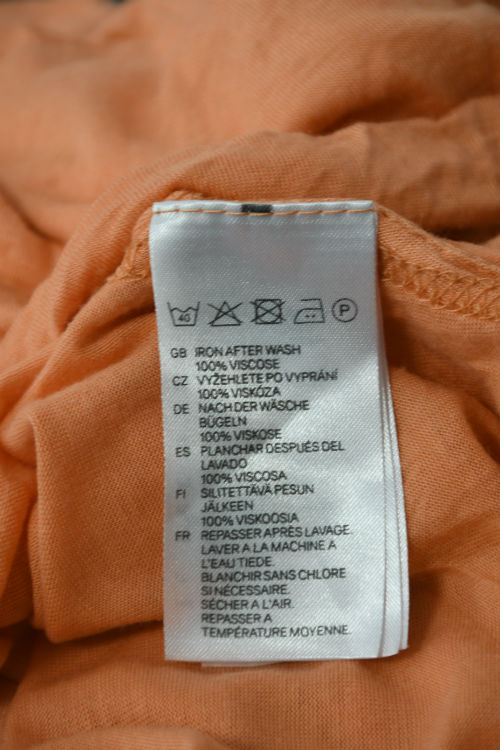 40 P
GB IRON AFTER WASH
100% VISCOSE
CZ VYŽEHLETE PO VYPRÁNÍ
100% VISKÓZA
DE NACH DER WÄSCHE
BÜGELN
100% VISKOSE
ES PLANCHAR DESPUÉS DEL
LAVADO
100% VISCOSA
FI SILITETTÄVÄ PESUN
JÄLKEEN
100% VISKOOSIA
FR REPASSER APRÈS LAVAGE.
LAVER A LA MACHINE A
L'EAU TIEDE.
BLANCHIR SANS CHLORE
SI NÉCESSAIRE.
SÉCHER A L'AIR.
REPASSER A
TEMPÉRATURE MOYENNE.